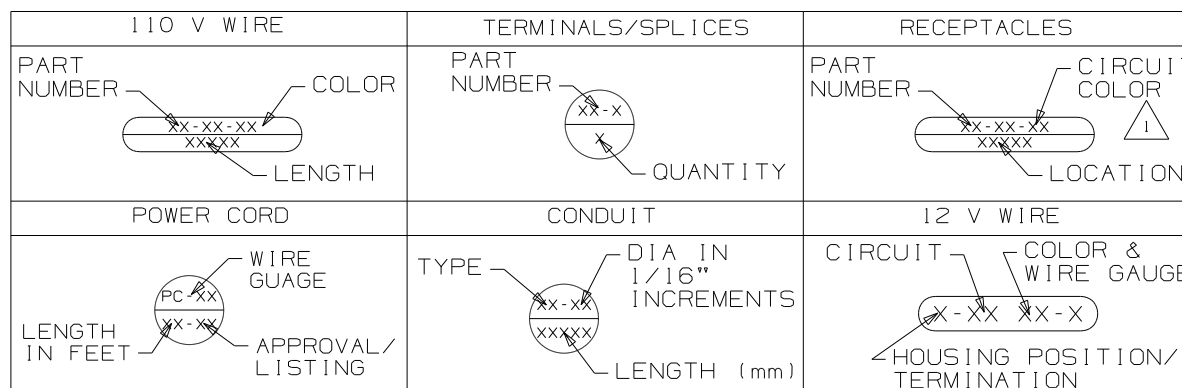 110 V WIRE
PART
NUMBER
COLOR
XX-XX-XX
XXXXX
LENGTH
TERMINALS/SPLICES
PART
NUMBER
XX-X
X
QUANTITY
RECEPTACLES
PART
NUMBER
CIRCUIT
COLOR
1
XX-XX-XX
XXXXX
LOCATION
POWER CORD
WIRE
GUAGE
PC-XX
XX-XX
LENGTH
IN FEET
APPROVAL/
LISTING
CONDUIT
TYPE
DIA IN
1/16"
INCREMENTS
XX-XX
XXXXX
LENGTH (mm)
12 V WIRE
CIRCUIT
COLOR &
WIRE GAUGE
X-XX XX-X
HOUSING POSITION/
TERMINATION